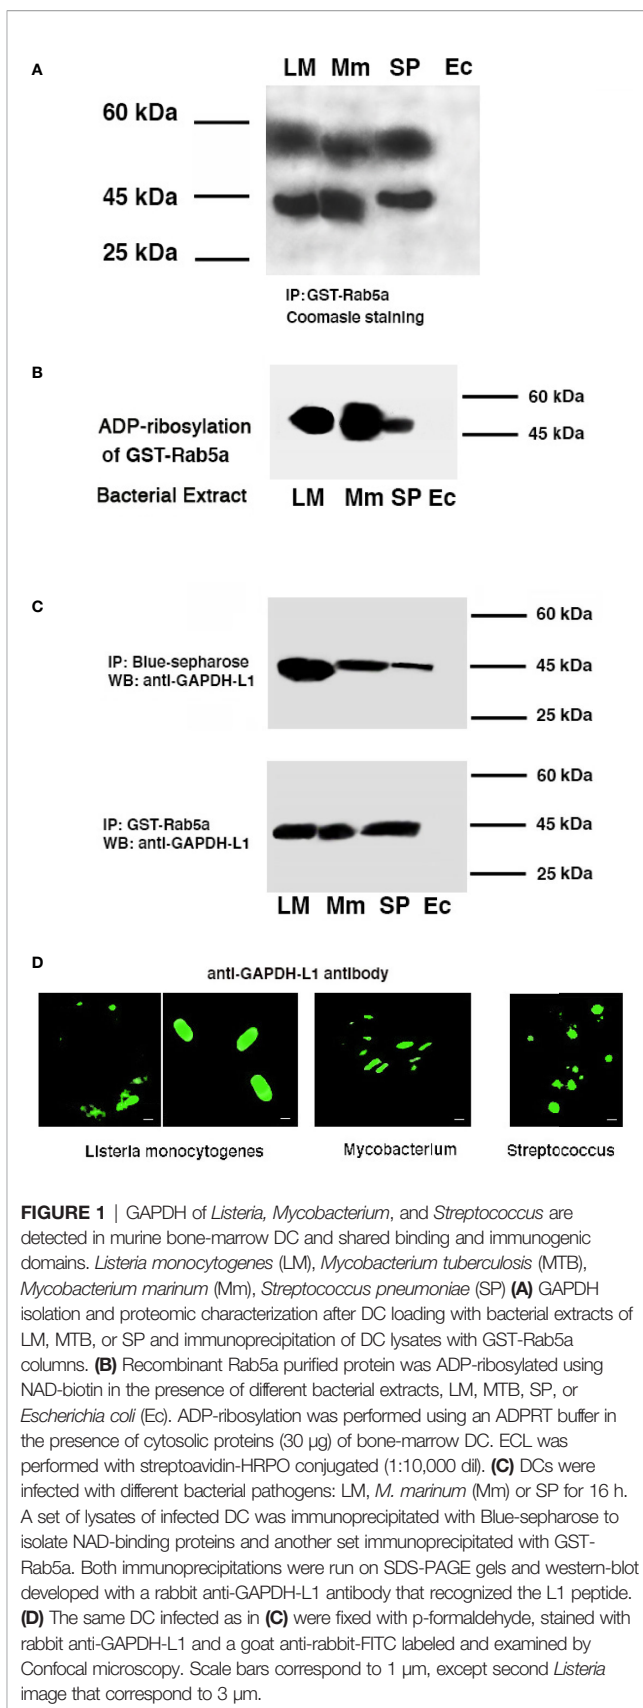 A
LM Mm SP Ec
60 kDa
45 kDa
25 kDa
IP: GST-Rab5a
Coomasie staining
B
60 kDa
ADP-ribosylation
45 kDa
of GST-Rab5a
Bacterial Extract
LM Mm SP Ec
C
60 kDa
IP: Blue-sepharose
45 kDa
WB: anti-GAPDH-L1
25 kDa
60 kDa
IP: GST-Rab5a
45 kDa
WB: anti-GAPDH-L1
25 kDa
LM Mm SP Ec
D
anti-GAPDH-L1 antibody
Listeria monocytogenes
Mycobacterium
Streptococcus
FIGURE 1 | GAPDH of Listeria, Mycobacterium, and Streptococcus are
detected in murine bone-marrow DC and shared binding and immunogenic
domains. Listeria monocytogenes (LM), Mycobacterium tuberculosis (MTB),
Mycobacterium marinum (Mm), Streptococcus pneumoniae (SP) (A) GAPDH
isolation and proteomic characterization after DC loading with bacterial extracts of
LM, MTB, or SP and immunoprecipitation of DC lysates with GST-Rab5a
columns. (B) Recombinant Rab5a purified protein was ADP-ribosylated using
NAD-biotin in the presence of different bacterial extracts, LM, MTB, SP, or
Escherichia coli (Ec). ADP-ribosylation was performed using an ADPRT buffer in
the presence of cytosolic proteins (30 µg) of bone-marrow DC. ECL was
performed with streptoavidin-HRPO conjugated (1:10,000 dil). (C) DCs were
infected with different bacterial pathogens: LM, M. marinum (Mm) or SP for 16 h.
A set of lysates of infected DC was immunoprecipitated with Blue-sepharose to
isolate NAD-binding proteins and another set immunoprecipitated with GST-
Rab5a. Both immunoprecipitations were run on SDS-PAGE gels and western-blot
developed with a rabbit anti-GAPDH-L1 antibody that recognized the L1 peptide.
(D) The same DC infected as in (C) were fixed with p-formaldehyde, stained with
rabbit anti-GAPDH-L1 and a goat anti-rabbit-FITC labeled and examined by
Confocal microscopy. Scale bars correspond to 1 µm, except second Listeria
image that correspond to 3 µm.